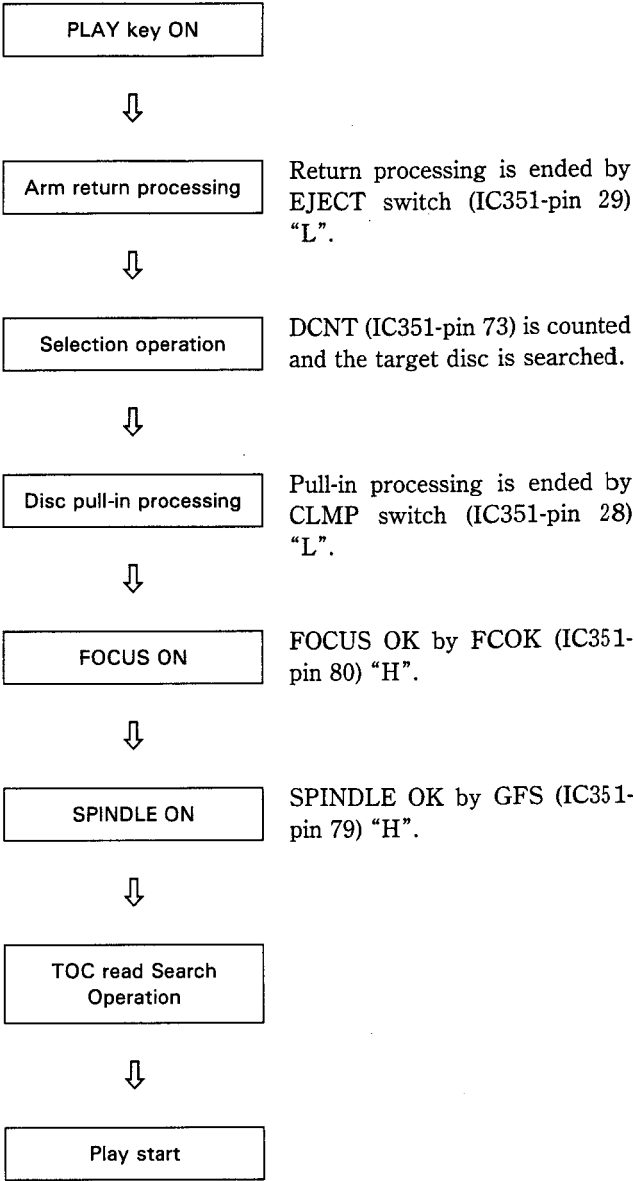 PLAY key ON
Arm return processing
Return processing is ended by
EJECT switch (IC351-pin 29)
“L”.
Selection operation
DCNT (IC351-pin 73) is counted
and the target disc is searched.
Disc pull-in processing
Pull-in processing is ended by
CLMP switch (IC351-pin 28)
“L”.
FOCUS ON
FOCUS OK by FCOK (IC351-
pin 80) “H”.
SPINDLE ON
SPINDLE OK by GFS (IC351-
pin 79) “H”.
TOC read Search
Operation
Play start